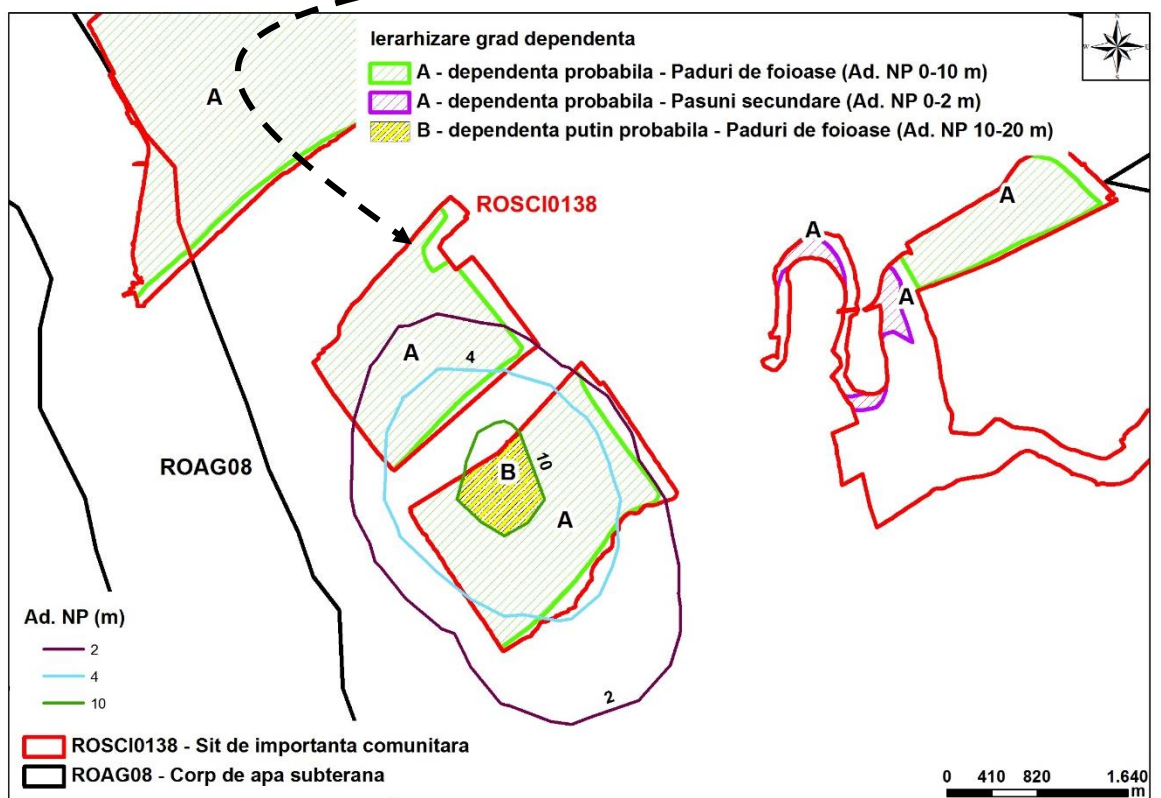 Ierarhizare grad dependenta
A - dependenta probabila - Paduri de foioase (Ad. NP 0-10 m)
A - dependenta probabila - Pasuni secundare (Ad. NP 0-2 m)
B - dependenta putin probabila - Paduri de foioase (Ad. NP 10-20 m)
N
W
E
S
A
ROSCI0138
A
A
A
A
4
ROAG08
B
10
A
2
Ad. NP (m)
2
4
10
ROSCI0138 - Sit de importanta comunitara
ROAG08 - Corp de apa subterana
0 410 820 1.640
m